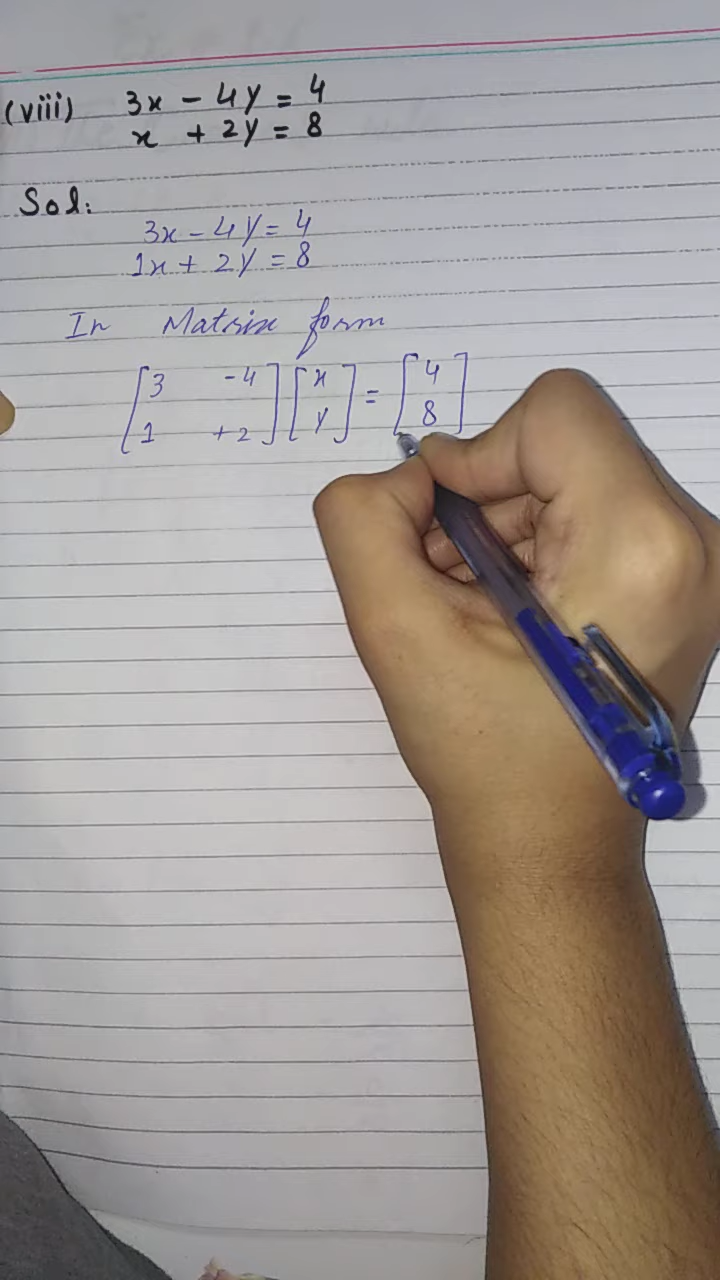 (viii) 3x - 4y = 4
x + 2y = 8
Sol:
3x - 4y = 4
1x + 2y = 8
In Matrix form
[3 -4] [x] = [4]
[1 +2] [y] [8]